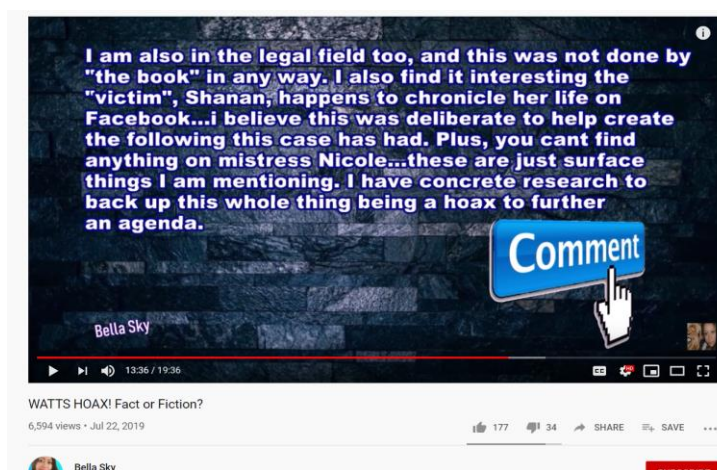 I am also in the legal field too, and this was not done by
"the book" in any way. I also find it interesting the
"victim", Shanan, happens to chronicle her life on
Facebook...i believe this was deliberate to help create
the following this case has had. Plus, you cant find
anything on mistress Nicole...these are just surface
things I am mentioning. I have concrete research to
back up this whole thing being a hoax to further
an agenda.
Comment
Bella Sky
13:36 / 19:36
CC
HD
WATTS HOAX! Fact or Fiction?
6,594 views • Jul 22, 2019
177 34 SHARE SAVE
Bella Sky